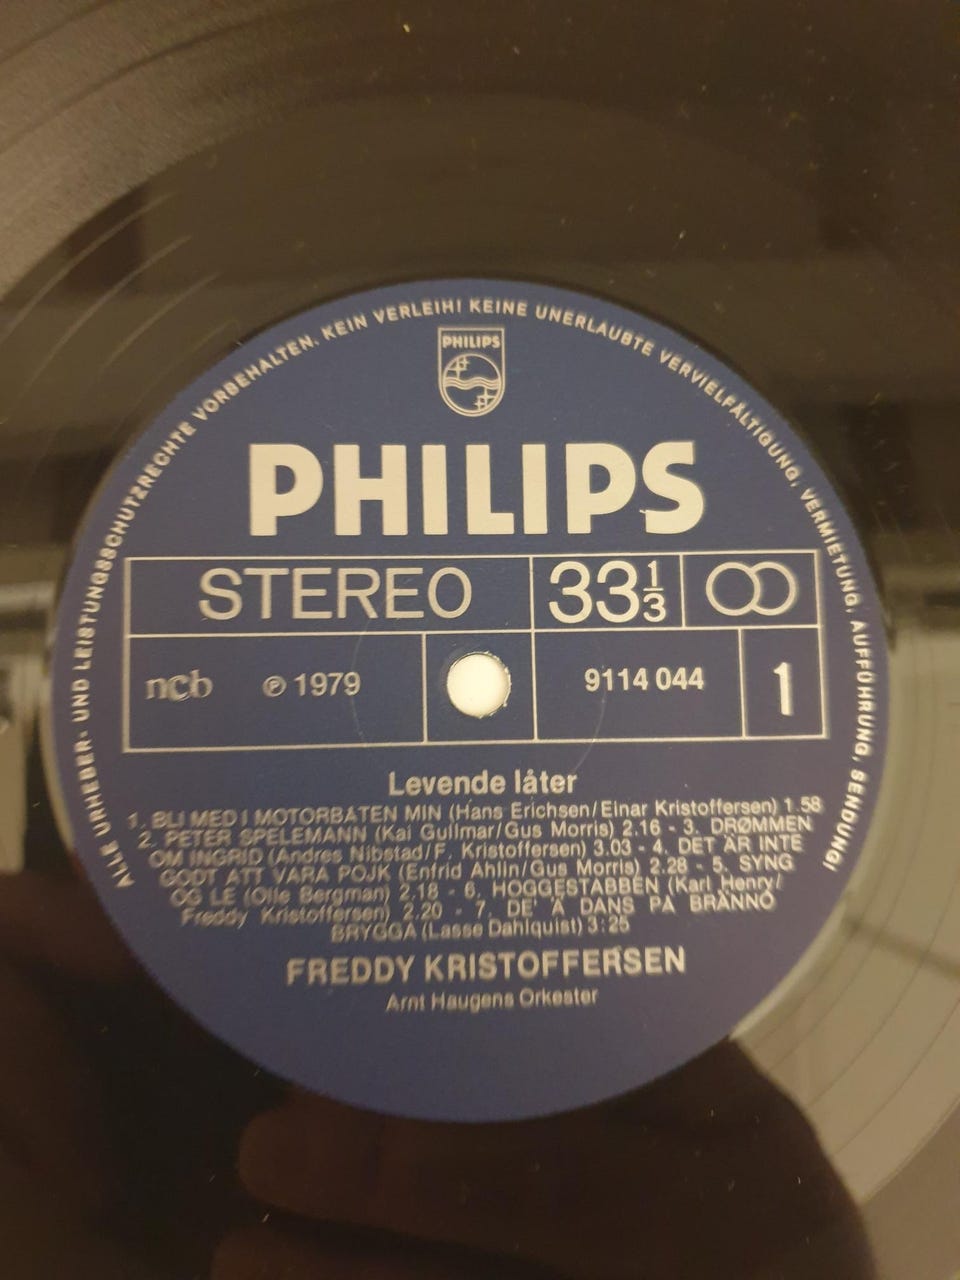 ALLE URHEBER- UND LEISTUNGSSCHUTZRECHTE VORBEHALTEN. KEIN VERLEIH! KEINE UNERLAUBTE VERVIELFÄLTIGUNG, VERMIETUNG, AUFFÜHRUNG, SENDUNG!
PHILIPS
PHILIPS
STEREO 33 1/3
ncb ℗ 1979 9114 044 1
Levende låter
1. BLI MED I MOTORBÅTEN MIN (Hans Erichsen/Einar Kristoffersen) 1.58
2. PETER SPELEMANN (Kai Gullmar/Gus Morris) 2.16 - 3. DRØMMEN
OM INGRID (Andres Nibstad/F. Kristoffersen) 3.03 - 4. DET ÄR INTE
GODT ATT VARA POJK (Enfrid Ahlin/Gus Morris) 2.28 - 5. SYNG
OG LE (Olle Bergman) 2.18 - 6. HOGGESTABBEN (Karl Henry/
Freddy Kristoffersen) 2.20 - 7. DE' Ä DANS PÅ BRÄNNÖ
BRYGGA (Lasse Dahlquist) 3:25
FREDDY KRISTOFFERSEN
Arnt Haugens Orkester